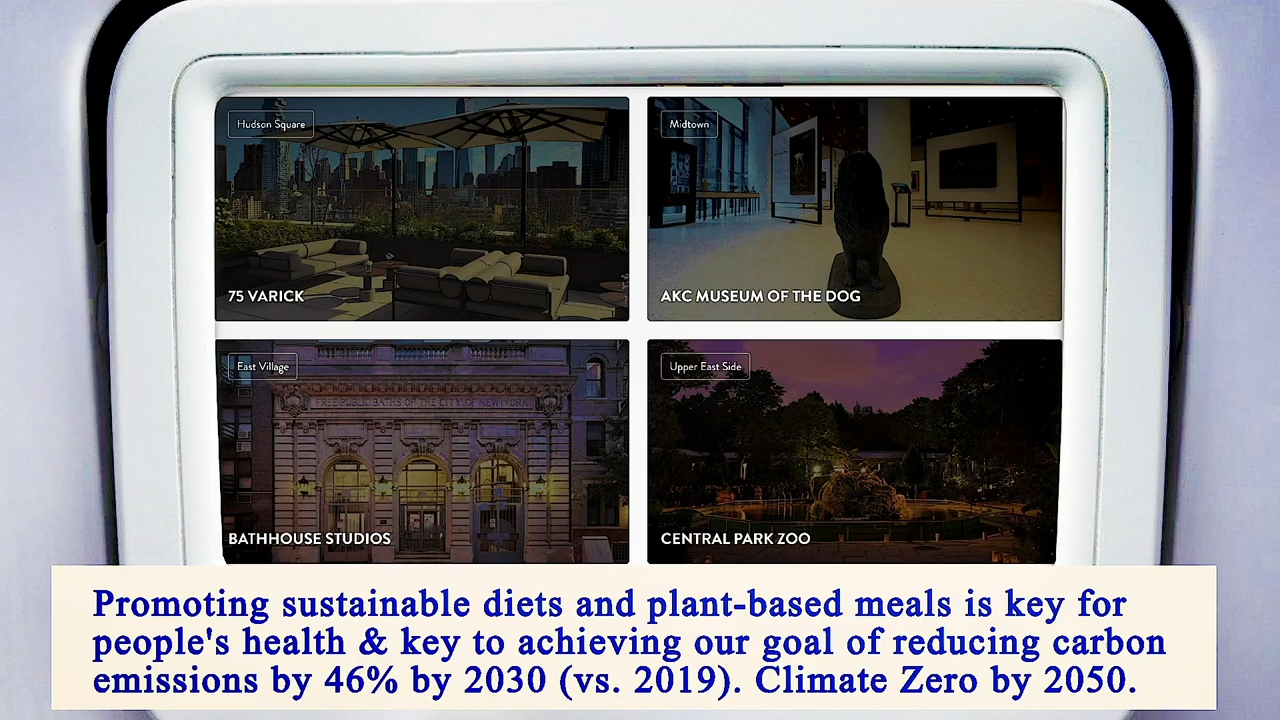 Hudson Square
Midtown
75 VARICK
AKC MUSEUM OF THE DOG
East Village
Upper East Side
FREE PUBLIC BATHS OF THE CITY OF NEW YORK
BATHHOUSE STUDIOS
CENTRAL PARK ZOO
Promoting sustainable diets and plant-based meals is key for
people's health & key to achieving our goal of reducing carbon
emissions by 46% by 2030 (vs. 2019). Climate Zero by 2050.